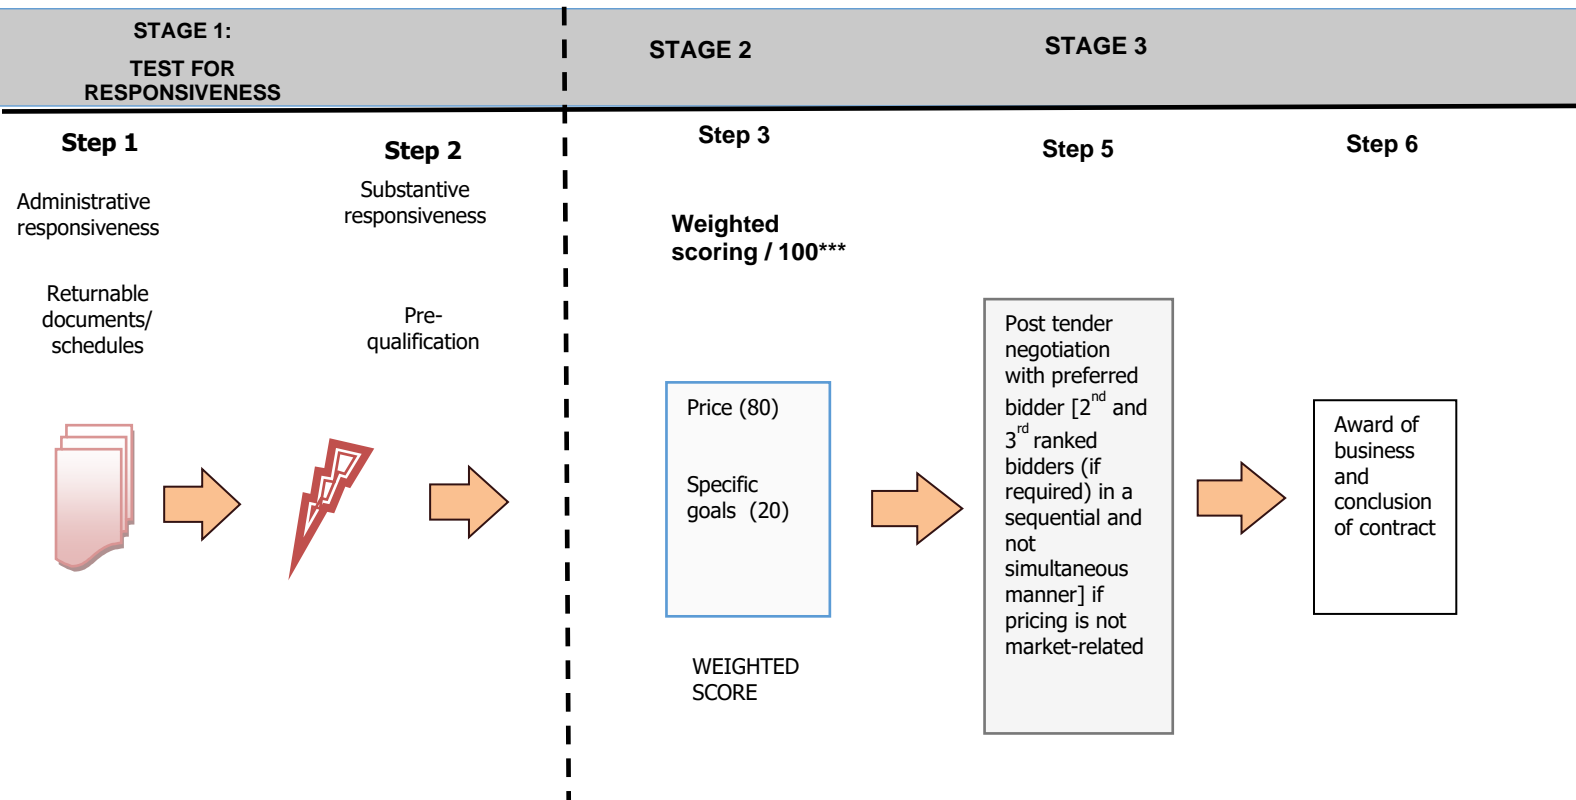 STAGE 1:
TEST FOR
RESPONSIVENESS
STAGE 2
STAGE 3
Step 1
Administrative
responsiveness
Returnable
documents/
schedules
Step 2
Substantive
responsiveness
Pre-
qualification
Step 3
Weighted
scoring / 100***
Price (80)
Specific
goals (20)
WEIGHTED
SCORE
Step 5
Post tender
negotiation
with preferred
bidder [2nd and
3rd ranked
bidders (if
required) in a
sequential and
not
simultaneous
manner] if
pricing is not
market-related
Step 6
Award of
business
and
conclusion
of contract